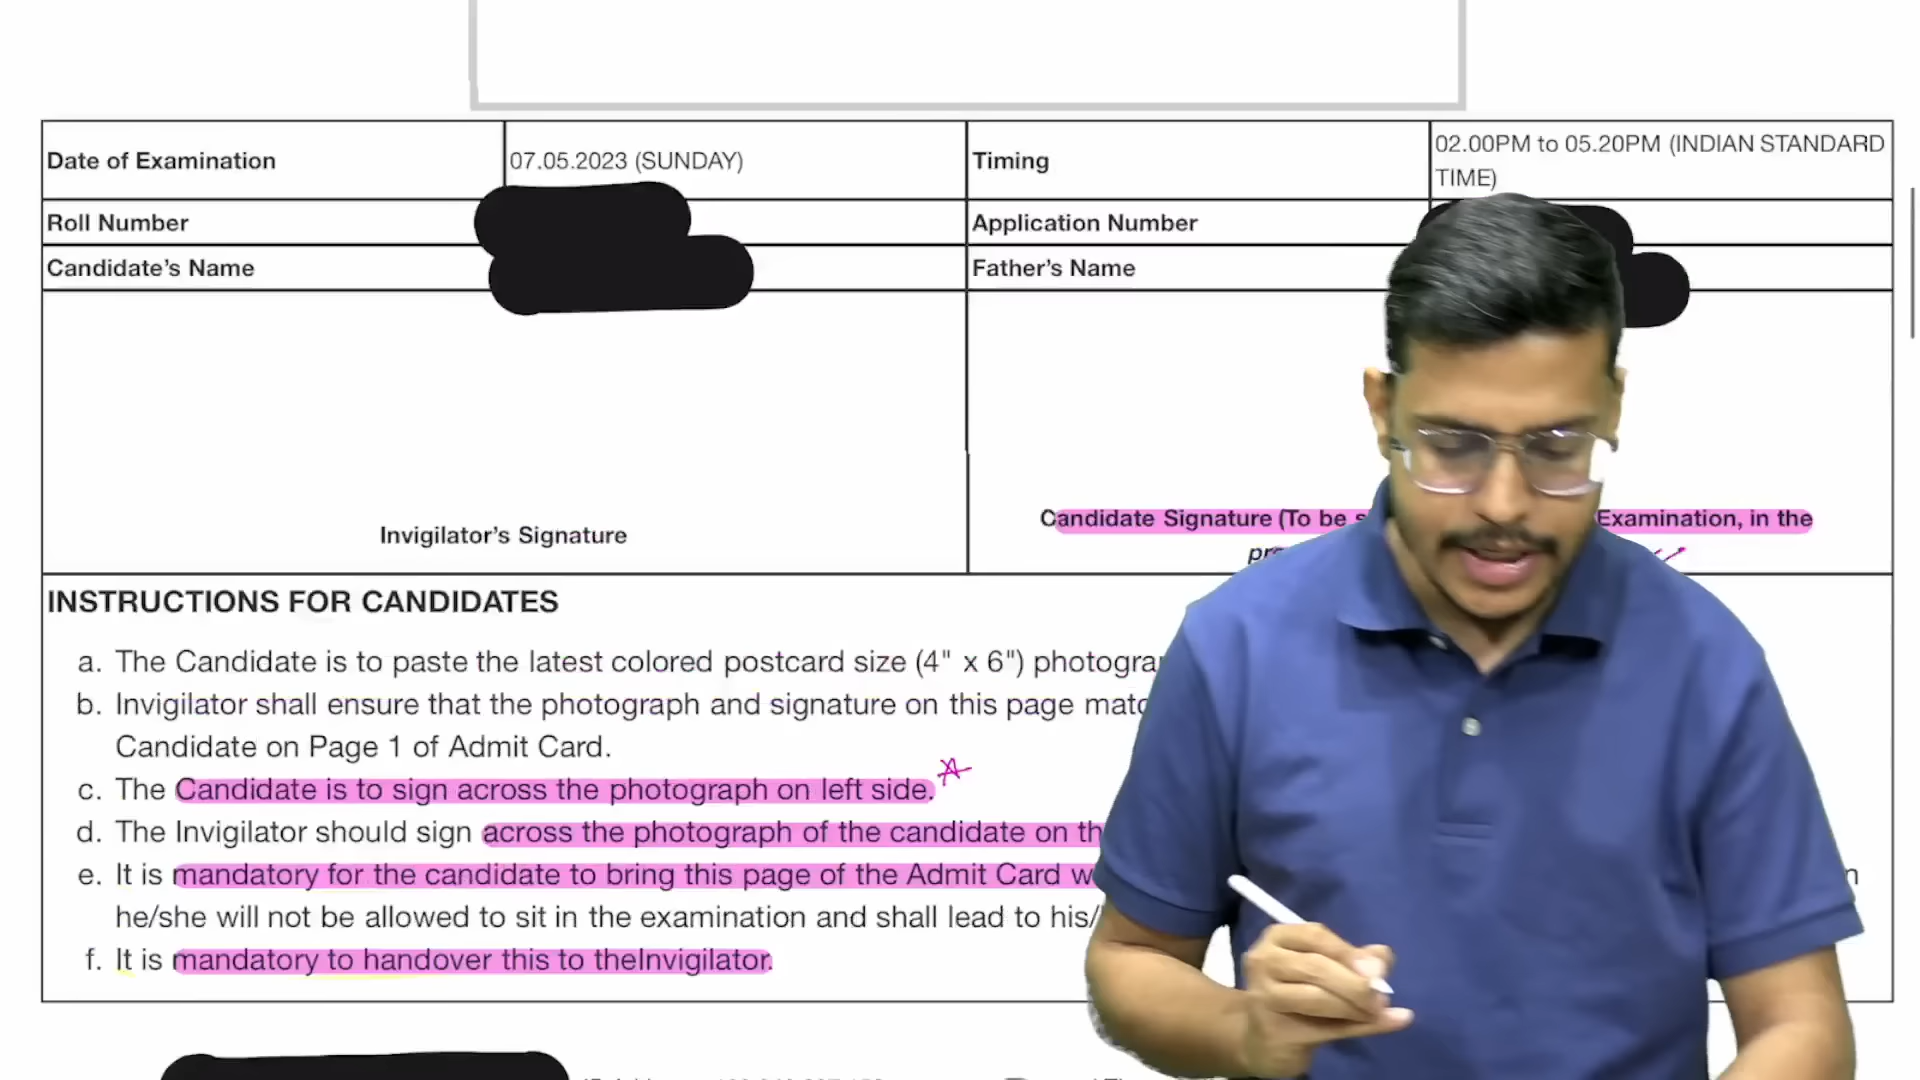 Date of Examination
07.05.2023 (SUNDAY)
Timing
02.00PM to 05.20PM (INDIAN STANDARD
TIME)
Roll Number
Application Number
Candidate's Name
Father's Name
Invigilator's Signature
Candidate Signature (To be
Examination, in the
INSTRUCTIONS FOR CANDIDATES
a. The Candidate is to paste the latest colored postcard size (4" x 6")
b. Invigilator shall ensure that the photograph and signature on this page
Candidate on Page 1 of Admit Card.
c. The Candidate is to sign across the photograph on left side.
d. The Invigilator should sign across the photograph of the candidate on
e. It is mandatory for the candidate to bring this page of the Admit Card
he/she will not be allowed to sit in the examination and shall lead to
f. It is mandatory to handover this to theInvigilator.